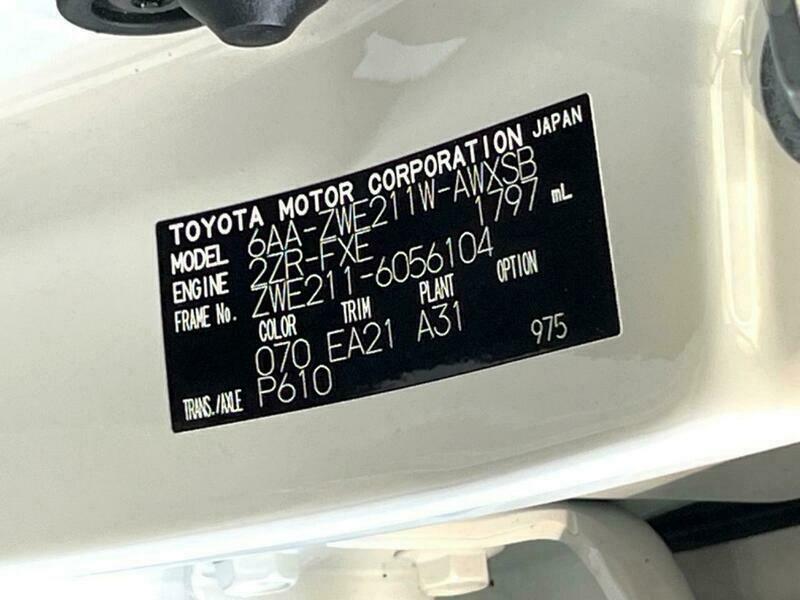 TOYOTA MOTOR CORPORATION JAPAN
MODEL 6AA-ZWE211W-AWXSB
ENGINE 2ZR-FXE 1797 mL
FRAME No. ZWE211-6056104
COLOR TRIM PLANT OPTION
070 EA21 A31 975
TRANS./AXLE P610